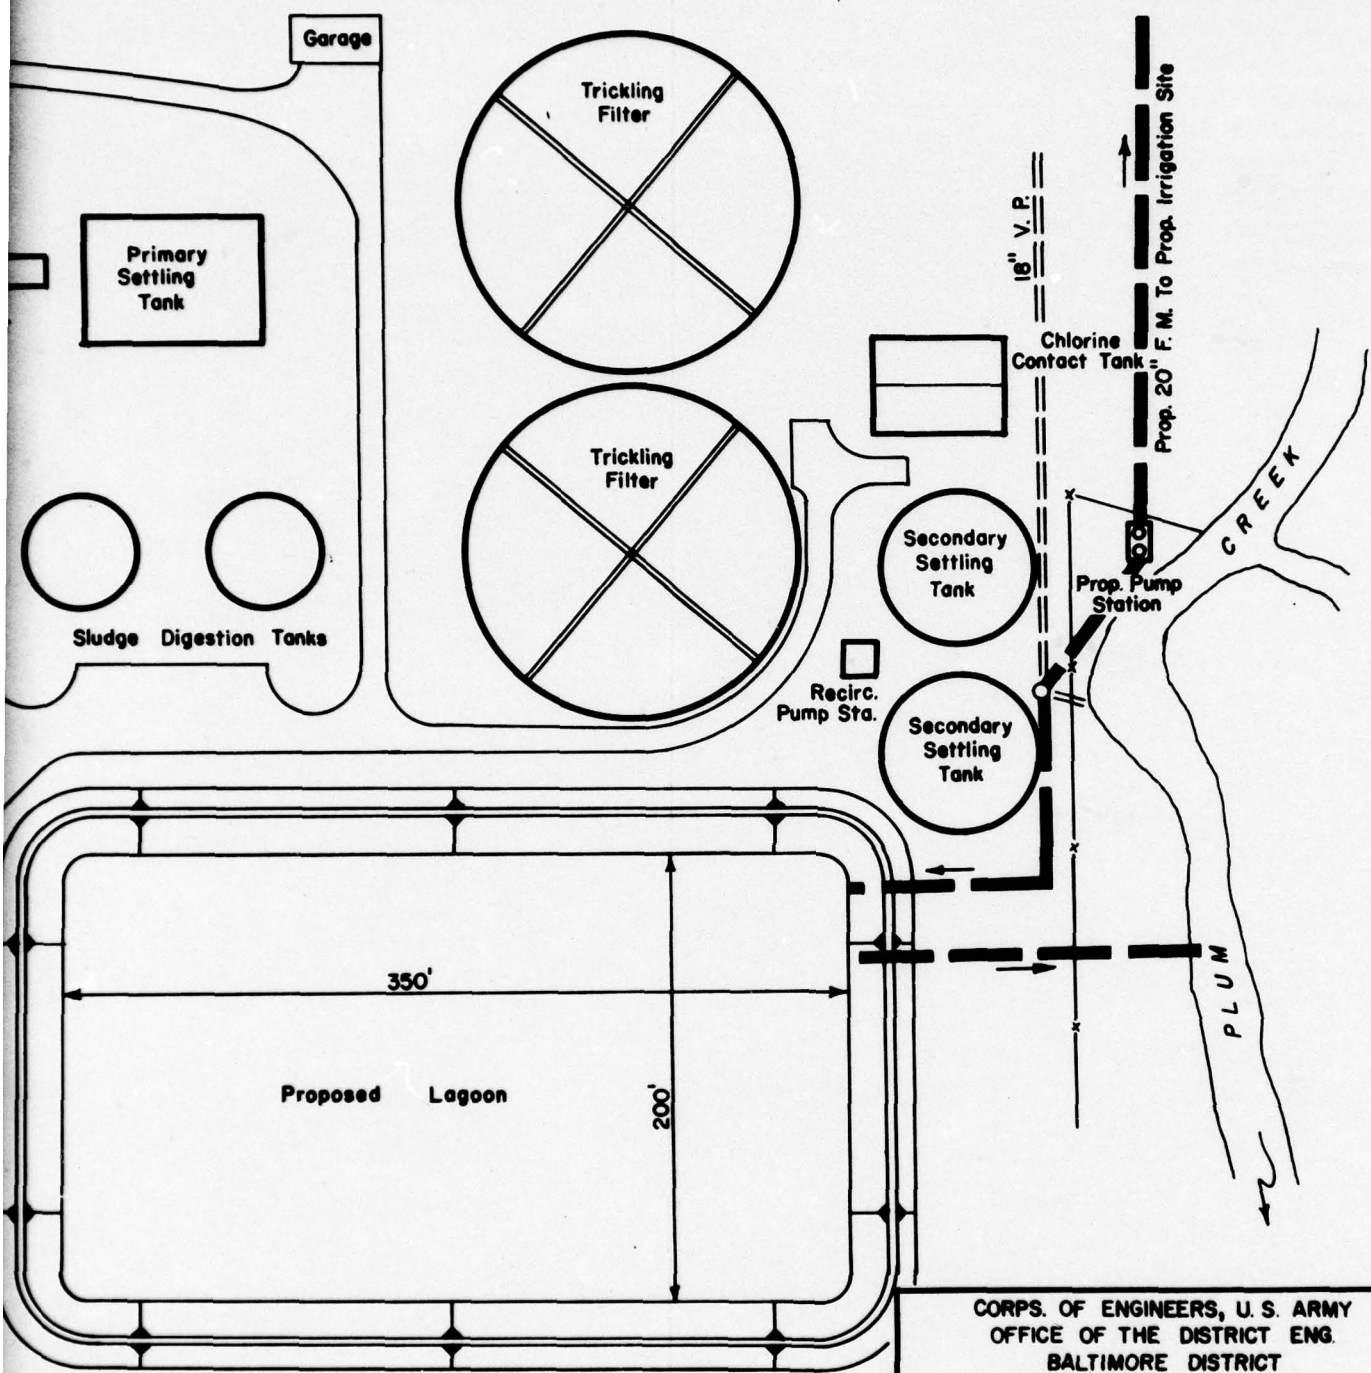 Garage
Trickling
Filter
Prop. 20" F. M. To Prop. Irrigation Site
18" V. P.
Primary
Settling
Tank
Chlorine
Contact Tank
Trickling
Filter
CREEK
Secondary
Settling
Tank
Prop. Pump
Station
Sludge Digestion Tanks
Recirc.
Pump Sta.
Secondary
Settling
Tank
350'
PLUM
Proposed Lagoon
200'
CORPS. OF ENGINEERS, U. S. ARMY
OFFICE OF THE DISTRICT ENG.
BALTIMORE DISTRICT